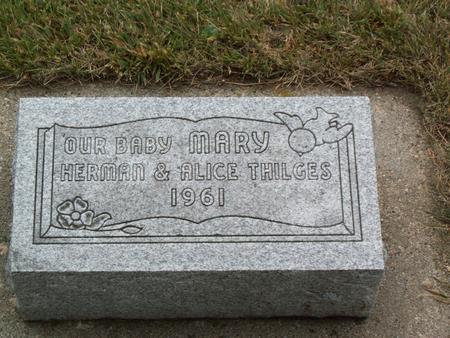 OUR BABY MARY
HERMAN & ALICE THILGES
1961